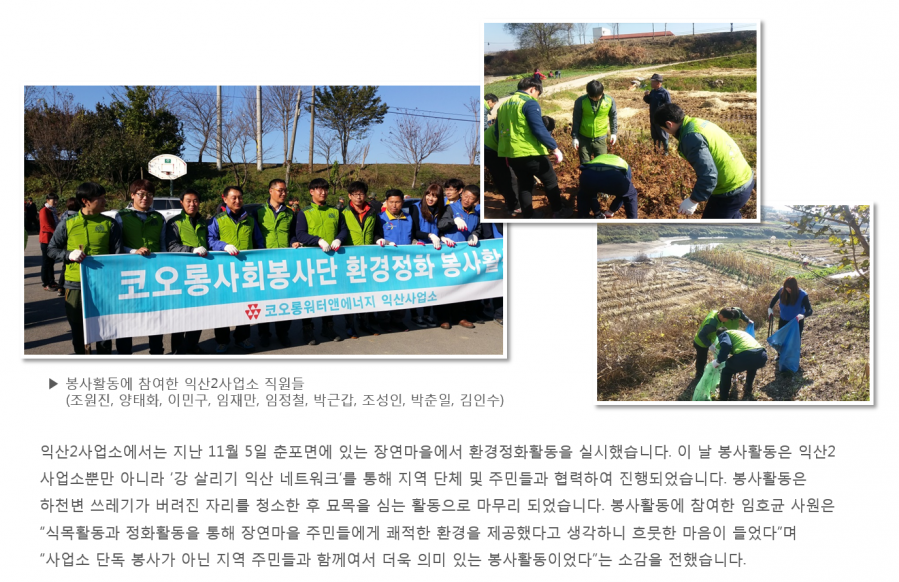 코오롱사회봉사단 환경정화 봉사활
코오롱워터앤에너지 익산사업소
▶ 봉사활동에 참여한 익산2사업소 직원들
(조원진, 양태화, 이민구, 임재만, 임정철, 박근갑, 조성인, 박춘일, 김인수)
익산2사업소에서는 지난 11월 5일 춘포면에 있는 장연마을에서 환경정화활동을 실시했습니다. 이 날 봉사활동은 익산2
사업소뿐만 아니라 '강 살리기 익산 네트워크'를 통해 지역 단체 및 주민들과 협력하여 진행되었습니다. 봉사활동은
하천변 쓰레기가 버려진 자리를 청소한 후 묘목을 심는 활동으로 마무리 되었습니다. 봉사활동에 참여한 임호균 사원은
"식목활동과 정화활동을 통해 장연마을 주민들에게 쾌적한 환경을 제공했다고 생각하니 흐뭇한 마음이 들었다"며
"사업소 단독 봉사가 아닌 지역 주민들과 함께여서 더욱 의미 있는 봉사활동이었다"는 소감을 전했습니다.